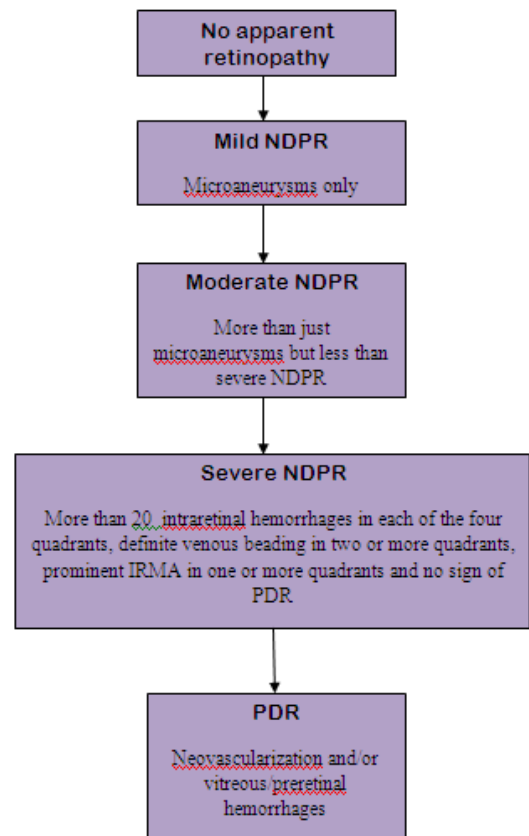 No apparent
retinopathy
Mild NDPR
Microaneurysms only
Moderate NDPR
More than just
microaneurysms but less than
severe NDPR
Severe NDPR
More than 20 intraretinal hemorrhages in each of the four
quadrants, definite venous beading in two or more quadrants,
prominent IRMA in one or more quadrants and no sign of
PDR
PDR
Neovascularization and/or
vitreous/preretinal
hemorrhages